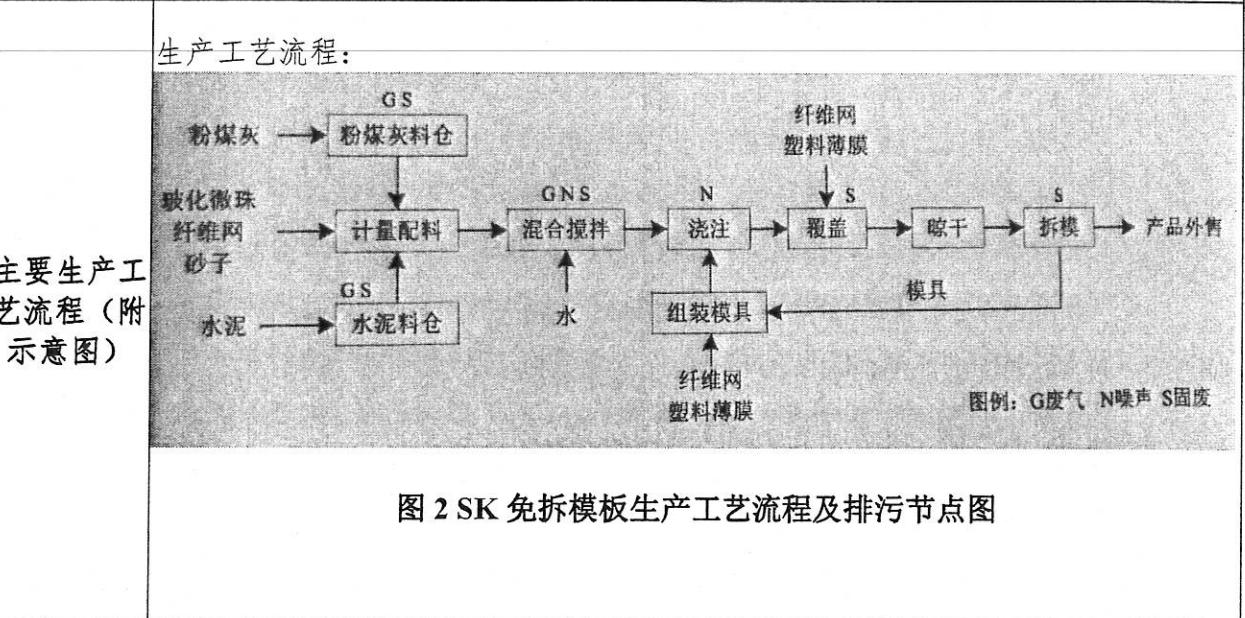 生产工艺流程:
主要生产工
艺流程（附
示意图）
GS
粉煤灰
粉煤灰料仓
纤维网
塑料薄膜
玻化微珠
纤维网
砂子
计量配料
GNS
混合搅拌
N
浇注
S
覆盖
晾干
S
拆模
产品外售
GS
水泥
水泥料仓
水
组装模具
模具
纤维网
塑料薄膜
图例：G废气 N噪声 S固废
图 2 SK 免拆模板生产工艺流程及排污节点图